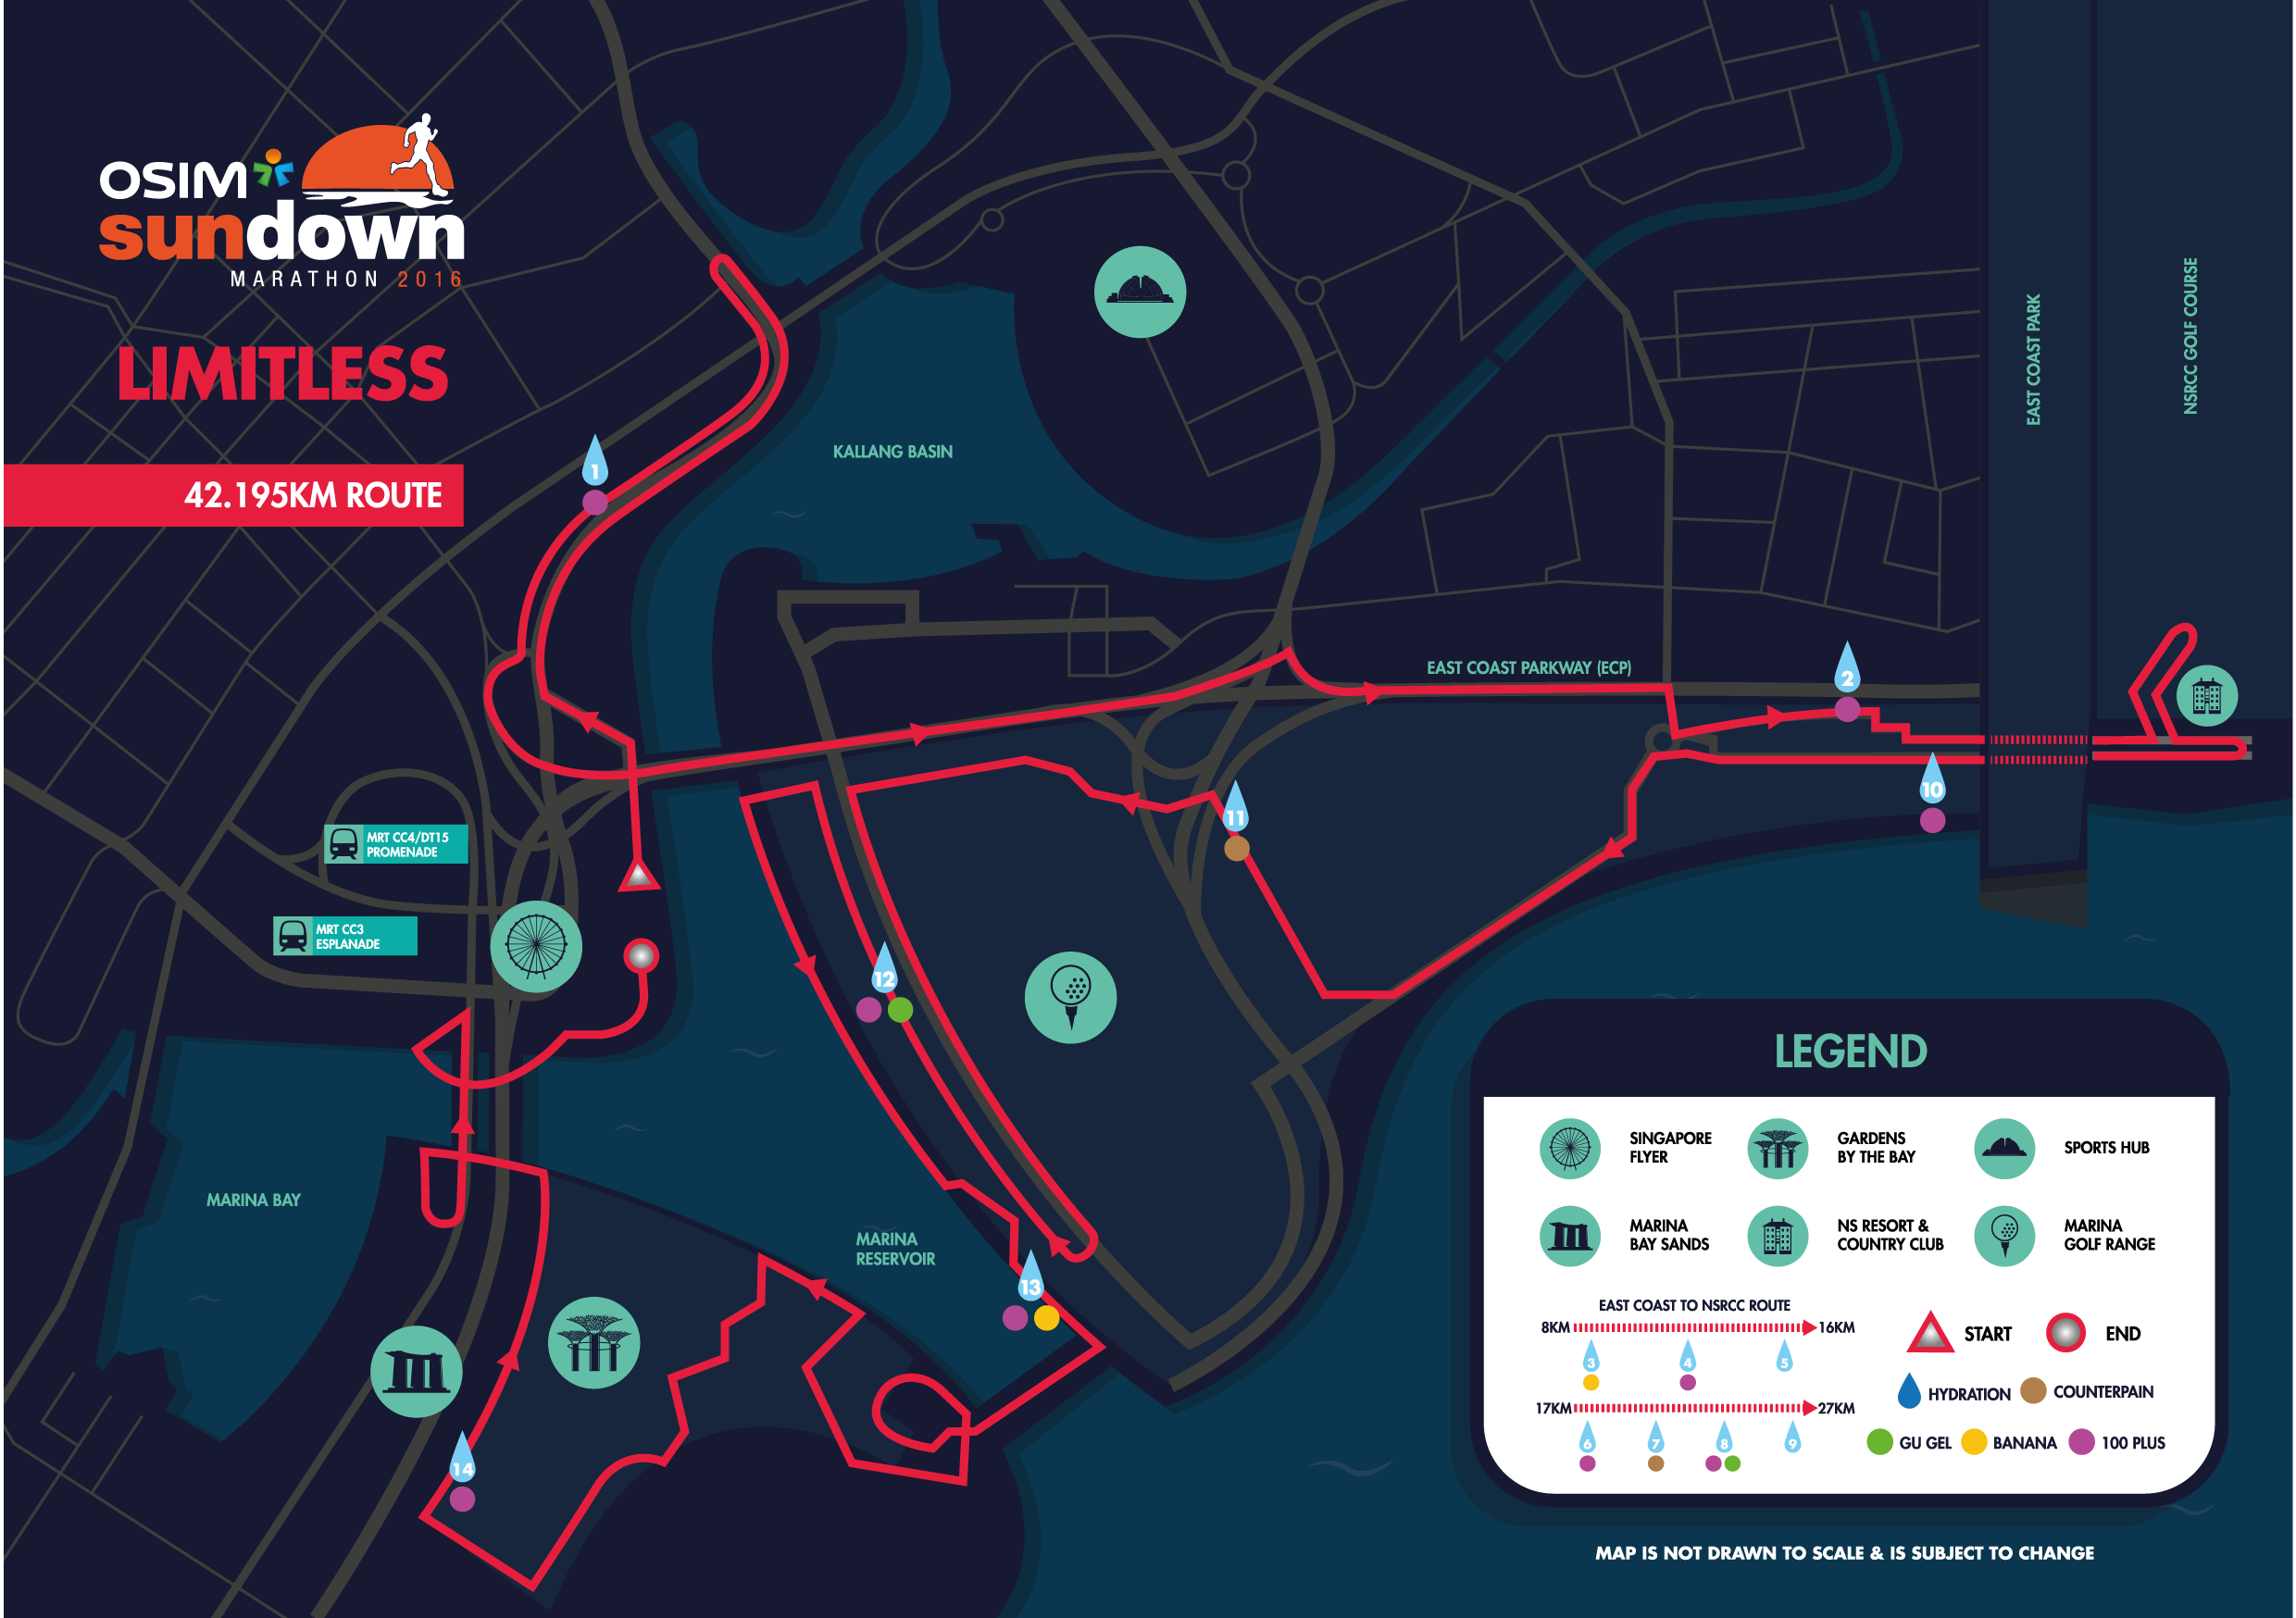 OSIM
sundown
MARATHON 2016
LIMITLESS
42.195KM ROUTE
1
KALLANG BASIN
EAST COAST PARK
NSRCC GOLF COURSE
EAST COAST PARKWAY (ECP)
2
10
11
MRT CC4/DT15
PROMENADE
MRT CC3
ESPLANADE
12
MARINA BAY
MARINA
RESERVOIR
13
14
LEGEND
SINGAPORE
FLYER
GARDENS
BY THE BAY
SPORTS HUB
MARINA
BAY SANDS
NS RESORT &
COUNTRY CLUB
MARINA
GOLF RANGE
EAST COAST TO NSRCC ROUTE
8KM 16KM
3 4 5
17KM 27KM
6 7 8 9
START END
HYDRATION COUNTERPAIN
GU GEL BANANA 100 PLUS
MAP IS NOT DRAWN TO SCALE & IS SUBJECT TO CHANGE